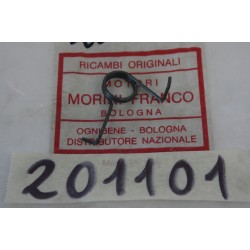 RICAMBI ORIGINALI
MOTORI
MORINI FRANCO
BOLOGNA
OGNIBENE - BOLOGNA
DISTRIBUTORE NAZIONALE
201101